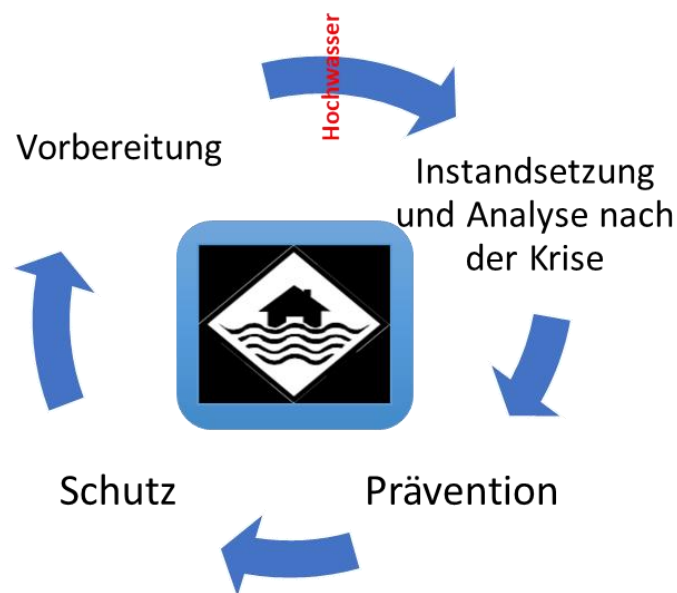 Hochwasser
Vorbereitung
Instandsetzung
und Analyse nach
der Krise
Schutz
Prävention